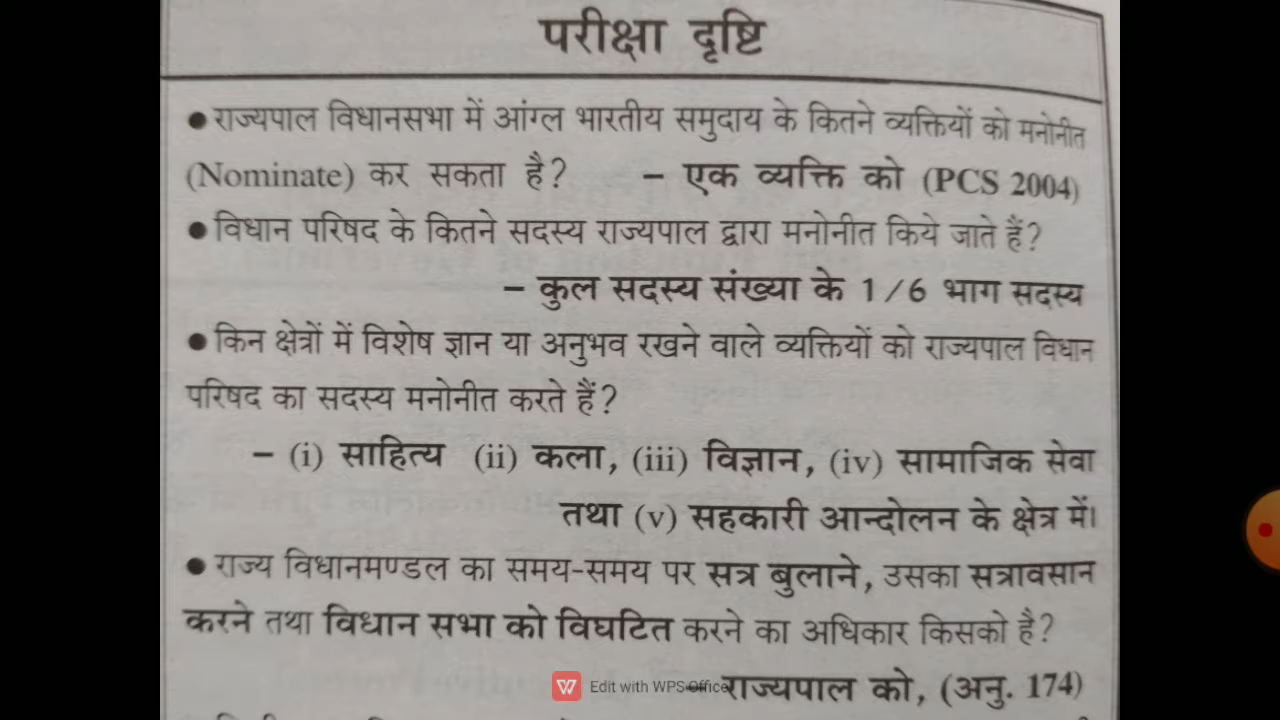 परीक्षा दृष्टि
● राज्यपाल विधानसभा में आंग्ल भारतीय समुदाय के कितने व्यक्तियों को मनोनीत
(Nominate) कर सकता है? – एक व्यक्ति को (PCS 2004)
● विधान परिषद के कितने सदस्य राज्यपाल द्वारा मनोनीत किये जाते हैं?
– कुल सदस्य संख्या के 1/6 भाग सदस्य
● किन क्षेत्रों में विशेष ज्ञान या अनुभव रखने वाले व्यक्तियों को राज्यपाल विधान
परिषद का सदस्य मनोनीत करते हैं?
– (i) साहित्य (ii) कला, (iii) विज्ञान, (iv) सामाजिक सेवा
तथा (v) सहकारी आन्दोलन के क्षेत्र में।
● राज्य विधानमण्डल का समय-समय पर सत्र बुलाने, उसका सत्रावसान
करने तथा विधान सभा को विघटित करने का अधिकार किसको है?
– राज्यपाल को, (अनु. 174)
Edit with WPS Office